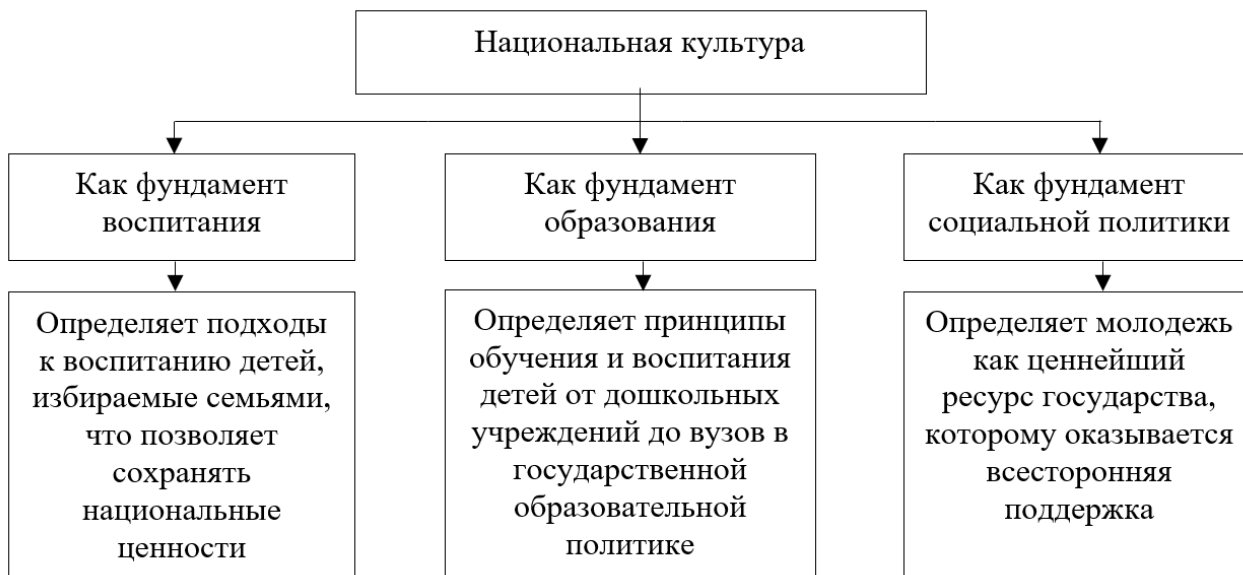 Национальная культура
Как фундамент
воспитания
Как фундамент
образования
Как фундамент
социальной политики
Определяет подходы
к воспитанию детей,
избираемые семьями,
что позволяет
сохранять
национальные
ценности
Определяет принципы
обучения и воспитания
детей от дошкольных
учреждений до вузов в
государственной
образовательной
политике
Определяет молодежь
как ценнейший
ресурс государства,
которому оказывается
всесторонняя
поддержка